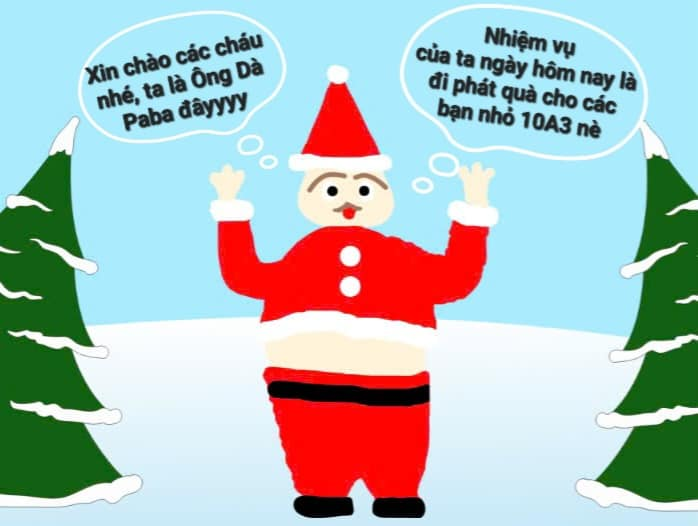 Xin chào các cháu
nhé, ta là Ông Dà
Paba đâyyyy
Nhiệm vụ
của ta ngày hôm nay là
đi phát quà cho các
bạn nhỏ 10A3 nè